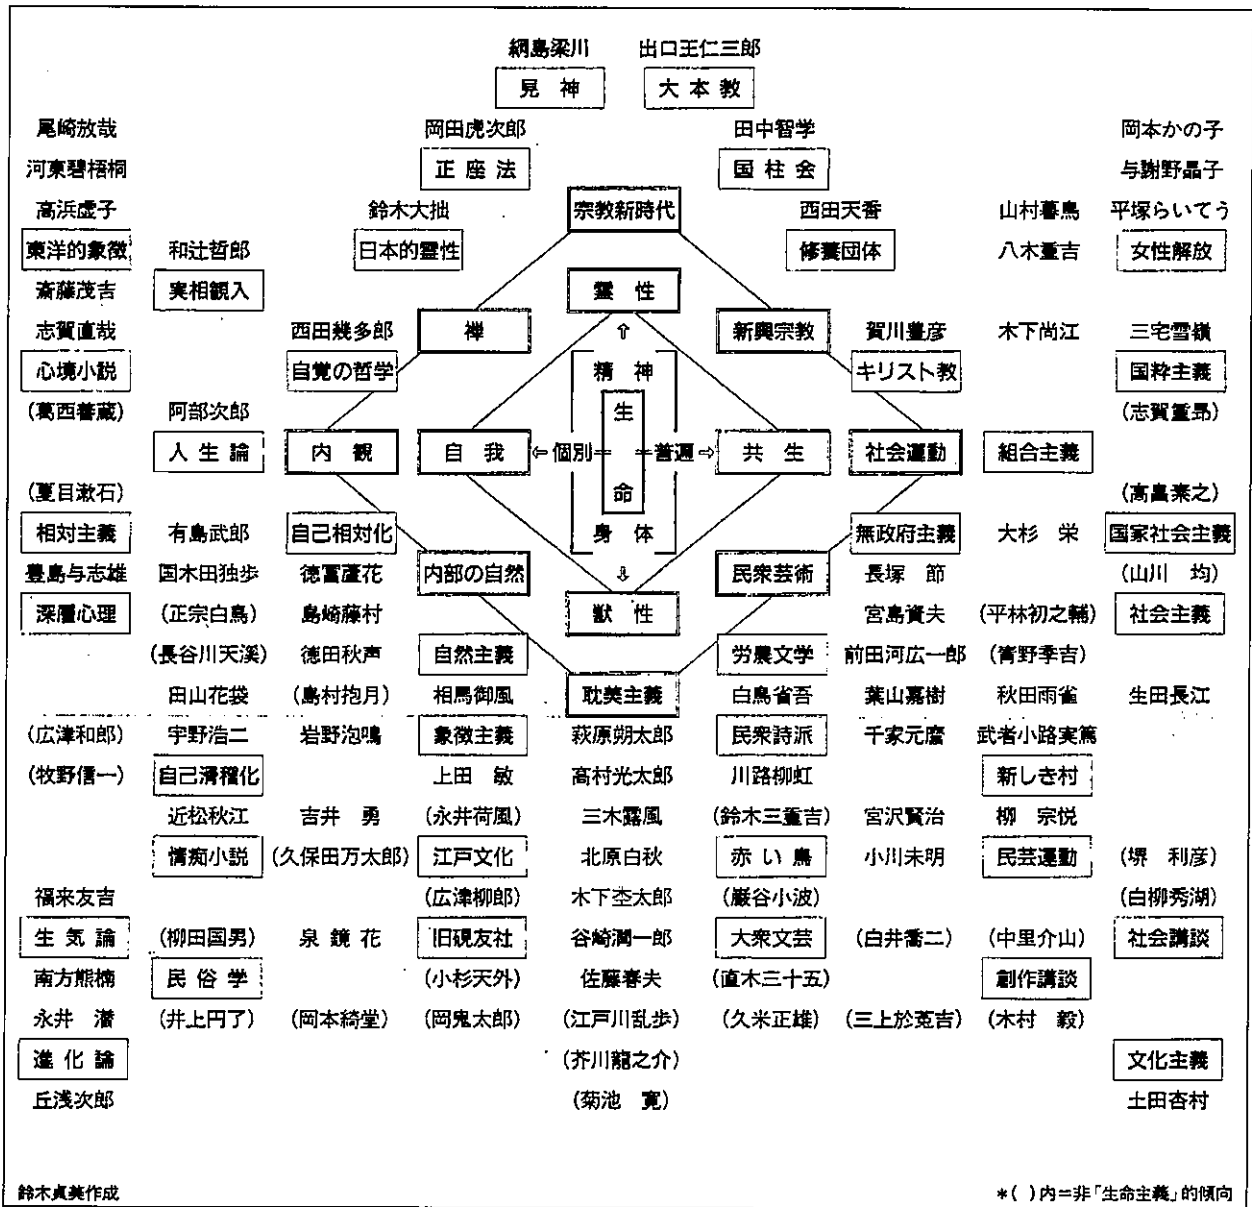 綱島梁川　出口王仁三郎
見神　大本教
尾崎放哉　岡田虎次郎　田中智学　岡本かの子
河東碧梧桐　正座法　国柱会　与謝野晶子
高浜虚子　鈴木大拙　宗教新時代　西田天香　山村暮鳥　平塚らいてう
東洋的象徴　和辻哲郎　日本的霊性　修養団体　八木重吉　女性解放
斎藤茂吉　実相観入　霊性
志賀直哉　西田幾多郎　禅　⇧　新興宗教　賀川豊彦　木下尚江　三宅雪嶺
心境小説　自覚の哲学　精神　キリスト教　国粋主義
(葛西善蔵)　阿部次郎　生　(志賀重昂)
人生論　内観　自我　⇦個別＝　＝普遍⇨　共生　社会運動　組合主義
(夏目漱石)　命　(高畠素之)
相対主義　有島武郎　自己相対化　身体　無政府主義　大杉　栄　国家社会主義
豊島与志雄　国木田独歩　徳冨蘆花　内部の自然　⇩　民衆芸術　長塚　節　(山川　均)
深層心理　(正宗白鳥)　島崎藤村　獣性　宮島資夫　(平林初之輔)　社会主義
(長谷川天渓)　徳田秋声　自然主義　労農文学　前田河広一郎　(青野季吉)
田山花袋　(島村抱月)　相馬御風　耽美主義　白鳥省吾　葉山嘉樹　秋田雨雀　生田長江
(広津和郎)　宇野浩二　岩野泡鳴　象徴主義　萩原朔太郎　民衆詩派　千家元麿　武者小路実篤
(牧野信一)　自己滑稽化　上田　敏　高村光太郎　川路柳虹　新しき村
近松秋江　吉井　勇　(永井荷風)　三木露風　(鈴木三重吉)　宮沢賢治　柳　宗悦
情痴小説　(久保田万太郎)　江戸文化　北原白秋　赤い鳥　小川未明　民芸運動　(堺　利彦)
福来友吉　(広津柳郎)　木下杢太郎　(巌谷小波)　(白柳秀湖)
生気論　(柳田国男)　泉鏡花　旧硯友社　谷崎潤一郎　大衆文芸　(白井喬二)　(中里介山)　社会講談
南方熊楠　民俗学　(小杉天外)　佐藤春夫　(直木三十五)　創作講談
永井　潜　(井上円了)　(岡本綺堂)　(岡鬼太郎)　(江戸川乱歩)　(久米正雄)　(三上於菟吉)　(木村　毅)
進化論　(芥川龍之介)　文化主義
丘浅次郎　(菊池　寛)　土田杏村
鈴木貞美作成　＊( )内＝非「生命主義」的傾向